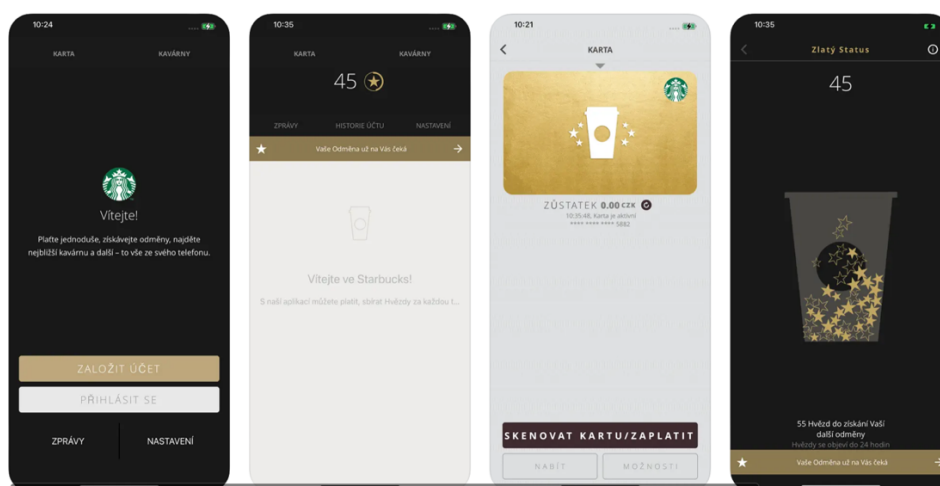 10:24
KARTA
KAVÁRNY
Vítejte!
Plaťte jednoduše, získávejte odměny, najděte
nejbližší kavárnu a další – to vše ze svého telefonu.
ZALOŽIT ÚČET
PŘIHLÁSIT SE
ZPRÁVY
NASTAVENÍ
10:35
KARTA
KAVÁRNY
45
ZPRÁVY
HISTORIE ÚČTU
NASTAVENÍ
Vaše Odměna už na Vás čeká
Vítejte ve Starbucks!
S naší aplikací můžete platit, sbírat Hvězdy za každou t...
10:21
KARTA
ZŮSTATEK 0.00 CZK
10:35:48, Karta je aktivní
**** **** **** 5882
SKENOVAT KARTU/ZAPLATIT
NABÍT
MOŽNOSTI
10:35
Zlatý Status
45
55 Hvězd do získání Vaší
další odměny
Hvězdy se objeví do 24 hodin
Vaše Odměna už na Vás čeká